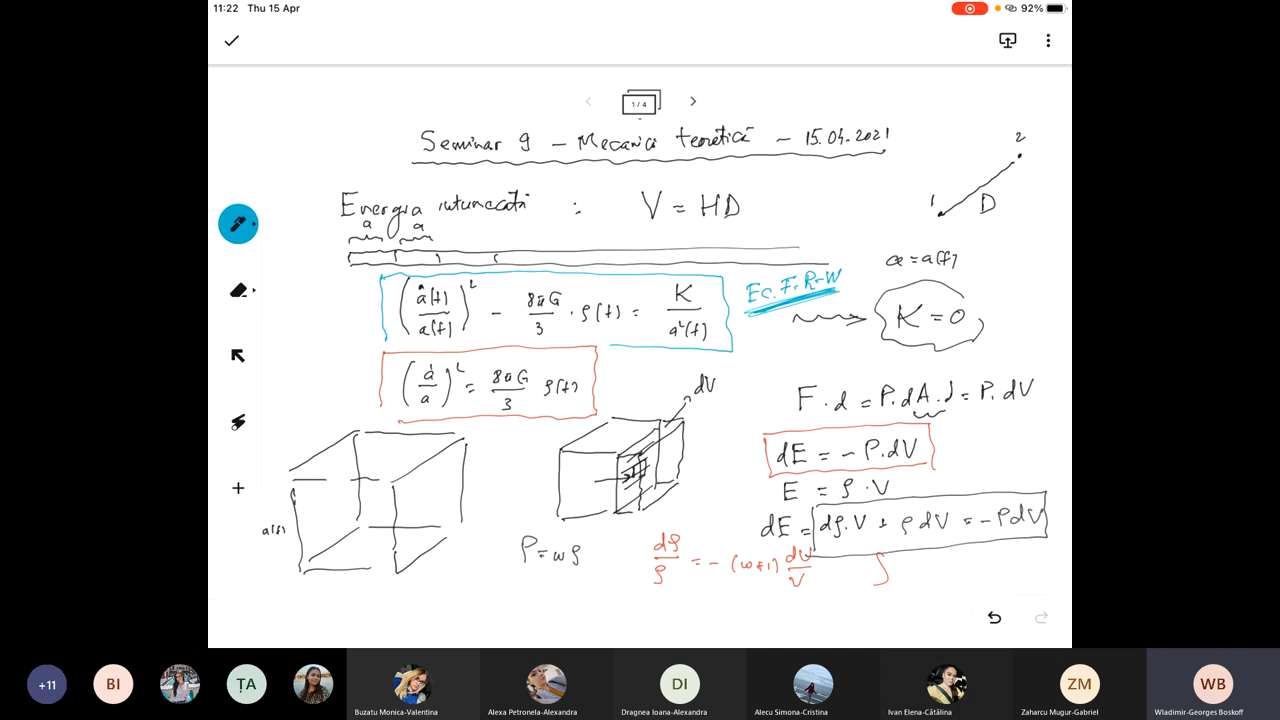 11:22 Thu 15 Apr
92%
1 / 4
Seminar 9 – Mecanică teoretică – 15.04.2021
Energia întunecată : V = HD
1 D 2
a a
a = a(t)
(ȧ(t)/a(t))² - 8πG/3 · ρ(t) = K/a²(t)
Ec. F-R-W
K = 0
(ȧ/a)² = 8πG/3 ρ(t)
dV
F · d = P · dA · d = P · dV
dE = - P · dV
E = ρ · V
dE = dρ · V + ρ dV = - P dV
a(t)
P = wρ
dρ/ρ = - (w+1) dV/V
ρ
+11
BI
ȚA
DI
ZM
WB
Buzatu Monica-Valentina
Alexa Petronela-Alexandra
Dragnea Ioana-Alexandra
Alecu Simona-Cristina
Ivan Elena-Cătălina
Zaharcu Mugur-Gabriel
Wladimir-Georges Boskoff